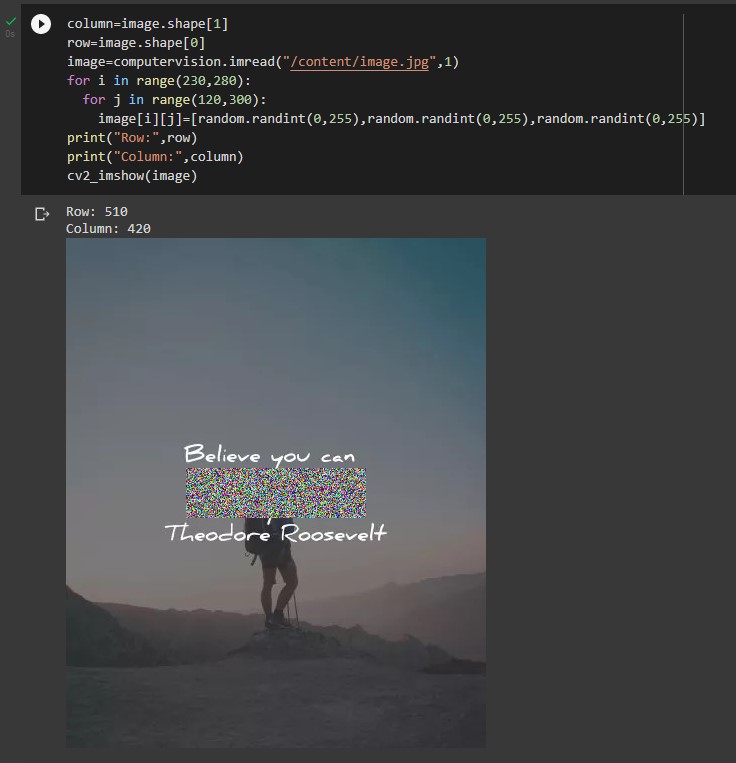 0s
column=image.shape[1]
row=image.shape[0]
image=computervision.imread("/content/image.jpg",1)
for i in range(230,280):
  for j in range(120,300):
    image[i][j]=[random.randint(0,255),random.randint(0,255),random.randint(0,255)]
print("Row:",row)
print("Column:",column)
cv2_imshow(image)
Row: 510
Column: 420
Believe you can
Theodore Roosevelt